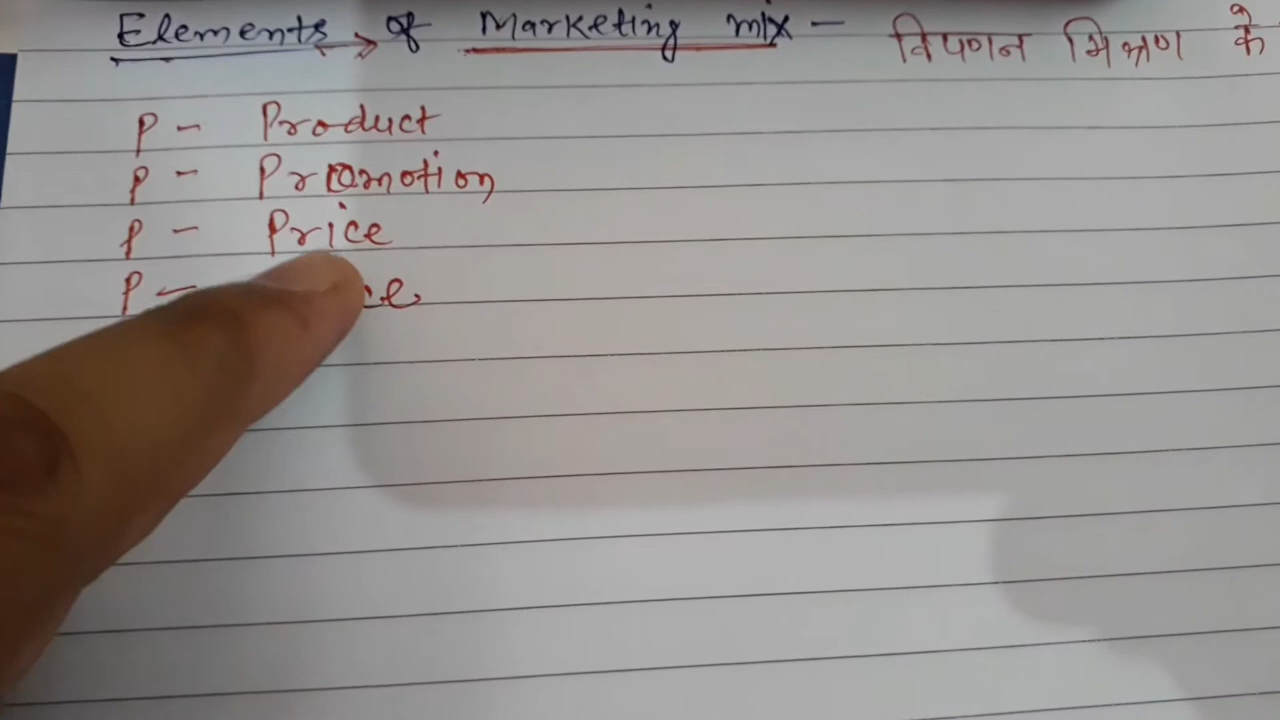 Elements of Marketing mix - विपणन मिश्रण के
P - Product
P - Promotion
P - Price
P -